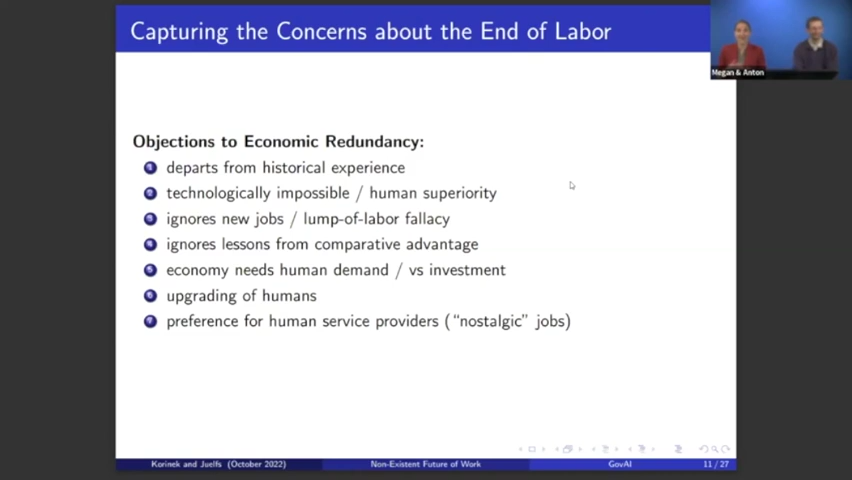 Capturing the Concerns about the End of Labor
Megan & Anton
Objections to Economic Redundancy:
1 departs from historical experience
2 technologically impossible / human superiority
3 ignores new jobs / lump-of-labor fallacy
4 ignores lessons from comparative advantage
5 economy needs human demand / vs investment
6 upgrading of humans
7 preference for human service providers (“nostalgic” jobs)
Korinek and Juelfs (October 2022) Non-Existent Future of Work GovAI 11 / 27